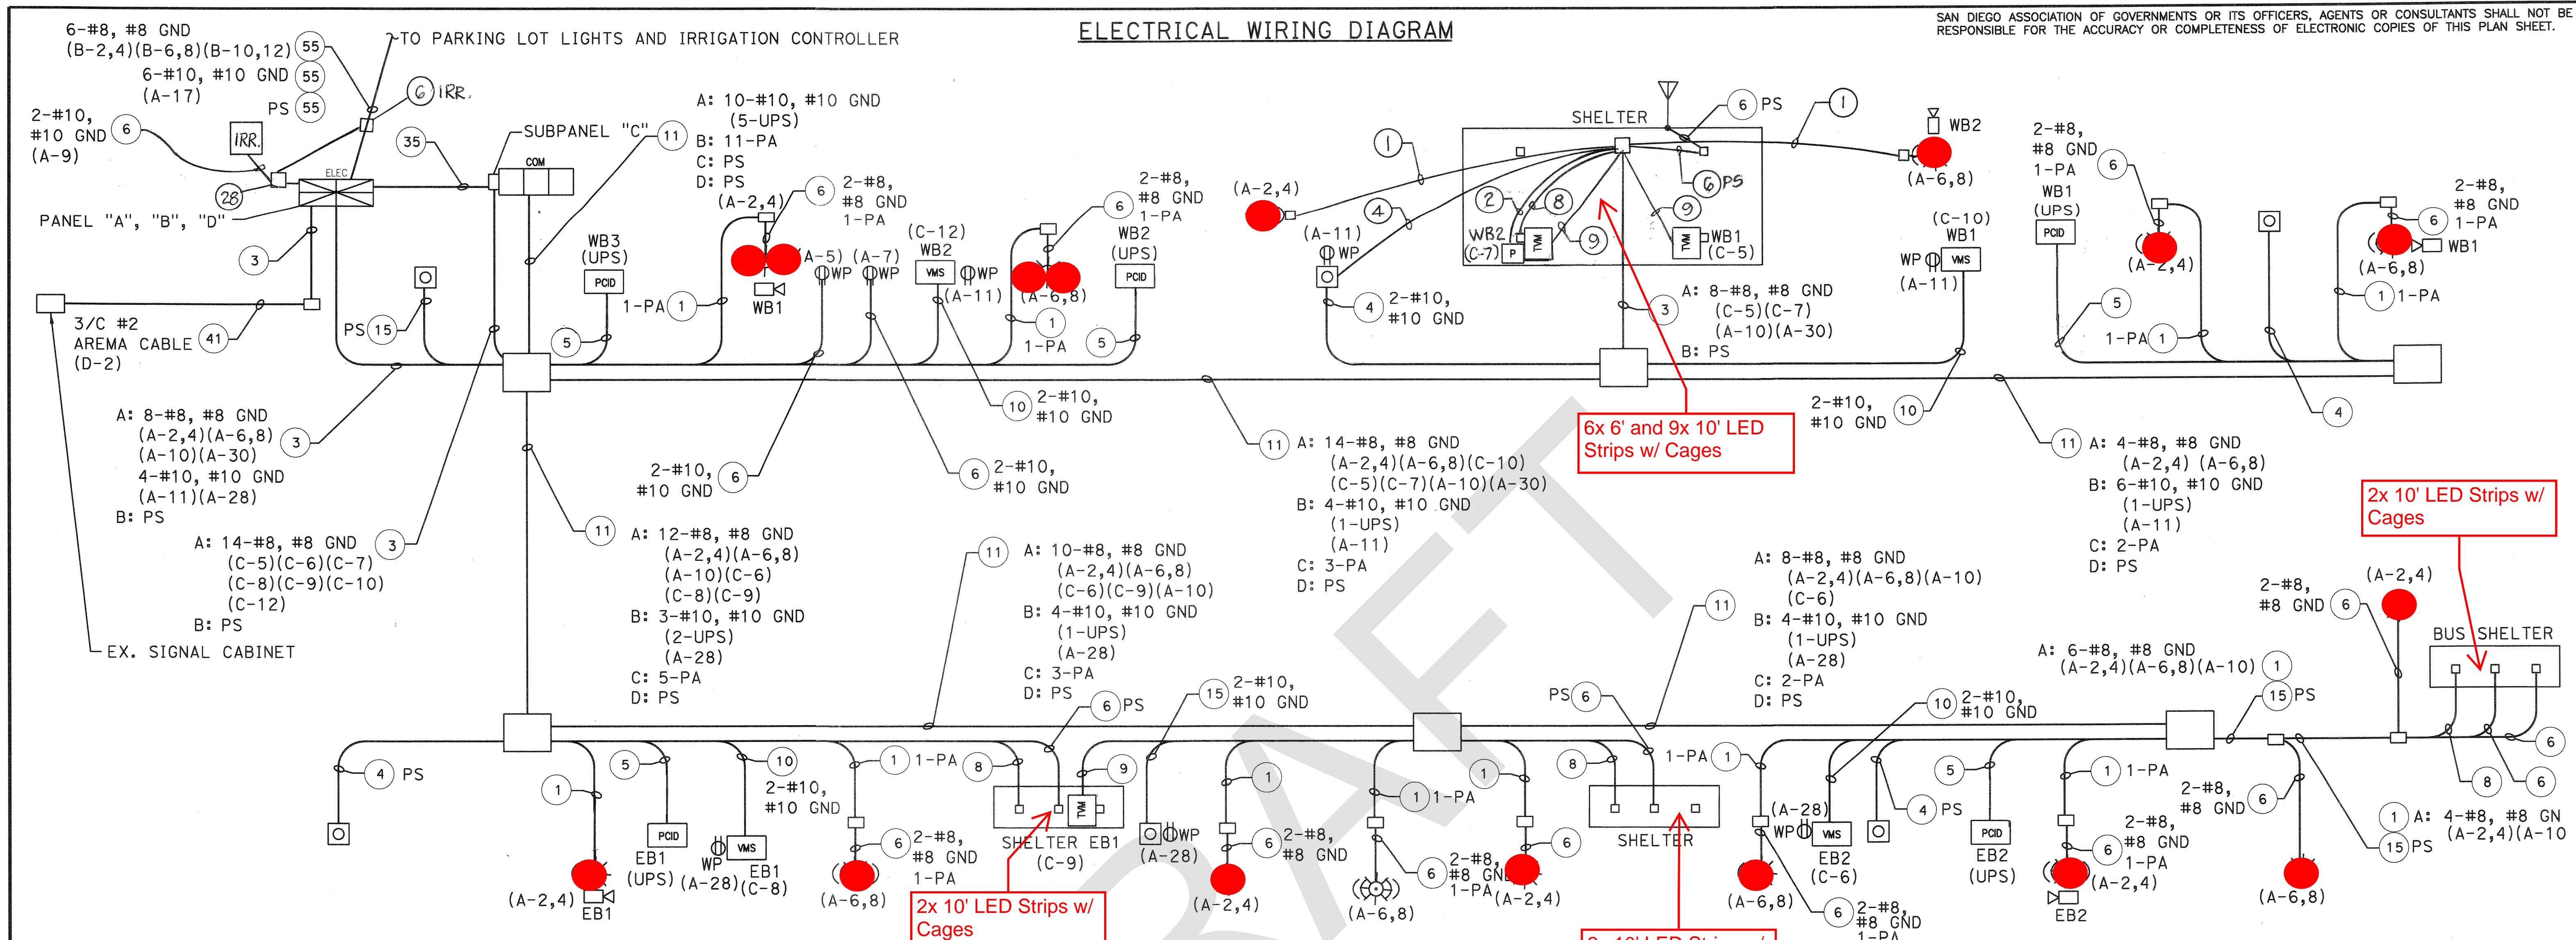 ELECTRICAL WIRING DIAGRAM
SAN DIEGO ASSOCIATION OF GOVERNMENTS OR ITS OFFICERS, AGENTS OR CONSULTANTS SHALL NOT BE
RESPONSIBLE FOR THE ACCURACY OR COMPLETENESS OF ELECTRONIC COPIES OF THIS PLAN SHEET.
6-#8, #8 GND
(B-2,4)(B-6,8)(B-10,12) 55
6-#10, #10 GND 55
(A-17)
PS 55
TO PARKING LOT LIGHTS AND IRRIGATION CONTROLLER
6 IRR.
2-#10,
#10 GND 6
(A-9)
IRR.
28
ELEC
PANEL "A", "B", "D"
35
SUBPANEL "C"
COM
11
A: 10-#10, #10 GND
(5-UPS)
B: 11-PA
C: PS
D: PS
(A-2,4)
6 2-#8,
#8 GND
1-PA
WB1
3
3/C #2
AREMA CABLE 41
(D-2)
PS 15
WB3
(UPS)
PCID
5
1-PA 1
(A-5) (A-7)
WP WP
(C-12)
WB2
VMS
WP
(A-11)
2-#8,
6 #8 GND
1-PA
(A-6,8)
1
1-PA
WB2
(UPS)
PCID
5
A: 8-#8, #8 GND
(A-2,4)(A-6,8) 3
(A-10)(A-30)
4-#10, #10 GND
(A-11)(A-28)
B: PS
A: 14-#8, #8 GND 3
(C-5)(C-6)(C-7)
(C-8)(C-9)(C-10)
(C-12)
B: PS
EX. SIGNAL CABINET
2-#10,
#10 GND 6
6 2-#10,
#10 GND
10 2-#10,
#10 GND
(A-2,4)
1
4
SHELTER
6 PS
1
6 PS
2
8
9
9
WB2
(C-7)
P
TVM
TVM
WB1
(C-5)
(A-11)
WP
4 2-#10,
#10 GND
WB2
(A-6,8)
3
A: 8-#8, #8 GND
(C-5)(C-7)
(A-10)(A-30)
B: PS
6x 6' and 9x 10' LED
Strips w/ Cages
(C-10)
WB1
WP VMS
(A-11)
2-#10,
#10 GND 10
2-#8,
#8 GND
1-PA 6
WB1
(UPS)
PCID
5
(A-2,4)
1-PA 1
4
2-#8,
#8 GND
6 1-PA
WB1
(A-6,8)
1 1-PA
11 A: 14-#8, #8 GND
(A-2,4)(A-6,8)(C-10)
(C-5)(C-7)(A-10)(A-30)
B: 4-#10, #10 GND
(1-UPS)
(A-11)
C: 3-PA
D: PS
11 A: 4-#8, #8 GND
(A-2,4) (A-6,8)
B: 6-#10, #10 GND
(1-UPS)
(A-11)
C: 2-PA
D: PS
11
A: 12-#8, #8 GND
(A-2,4)(A-6,8)
(A-10)(C-6)
(C-8)(C-9)
B: 3-#10, #10 GND
(2-UPS)
(A-28)
C: 5-PA
D: PS
11 A: 10-#8, #8 GND
(A-2,4)(A-6,8)
(C-6)(C-9)(A-10)
B: 4-#10, #10 GND
(1-UPS)
(A-28)
C: 3-PA
D: PS
11
A: 8-#8, #8 GND
(A-2,4)(A-6,8)(A-10)
(C-6)
B: 4-#10, #10 GND
(1-UPS)
(A-28)
C: 2-PA
D: PS
2x 10' LED Strips w/
Cages
2-#8,
#8 GND 6
(A-2,4)
BUS SHELTER
A: 6-#8, #8 GND
(A-2,4)(A-6,8)(A-10) 1
15 PS
8
6
6
1 A: 4-#8, #8 GN
(A-2,4)(A-10
15 PS
4 PS
1
(A-2,4)
EB1
5
PCID
EB1
(UPS)
10
2-#10,
#10 GND
WP VMS
(A-28)
EB1
(C-8)
1 1-PA
6 2-#8,
#8 GND
1-PA
(A-6,8)
8
6 PS
9
TVM
SHELTER EB1
(C-9)
2x 10' LED Strips w/
Cages
15 2-#10,
#10 GND
WP
(A-28)
1
6 2-#8,
#8 GND
(A-2,4)
1 1-PA
6 2-#8,
#8 GND
1-PA
(A-6,8)
1
6
(A-2,4)
PS 6
8
SHELTER
1-PA 1
(A-6,8)
6 2-#8,
#8 GND
1-PA
10 2-#10,
#10 GND
(A-28)
WP VMS
EB2
(C-6)
4 PS
5
PCID
EB2
(UPS)
1 1-PA
2-#8,
#8 GND
6 1-PA
(A-2,4)
EB2
2-#8,
#8 GND 6
(A-6,8)
DRAFT